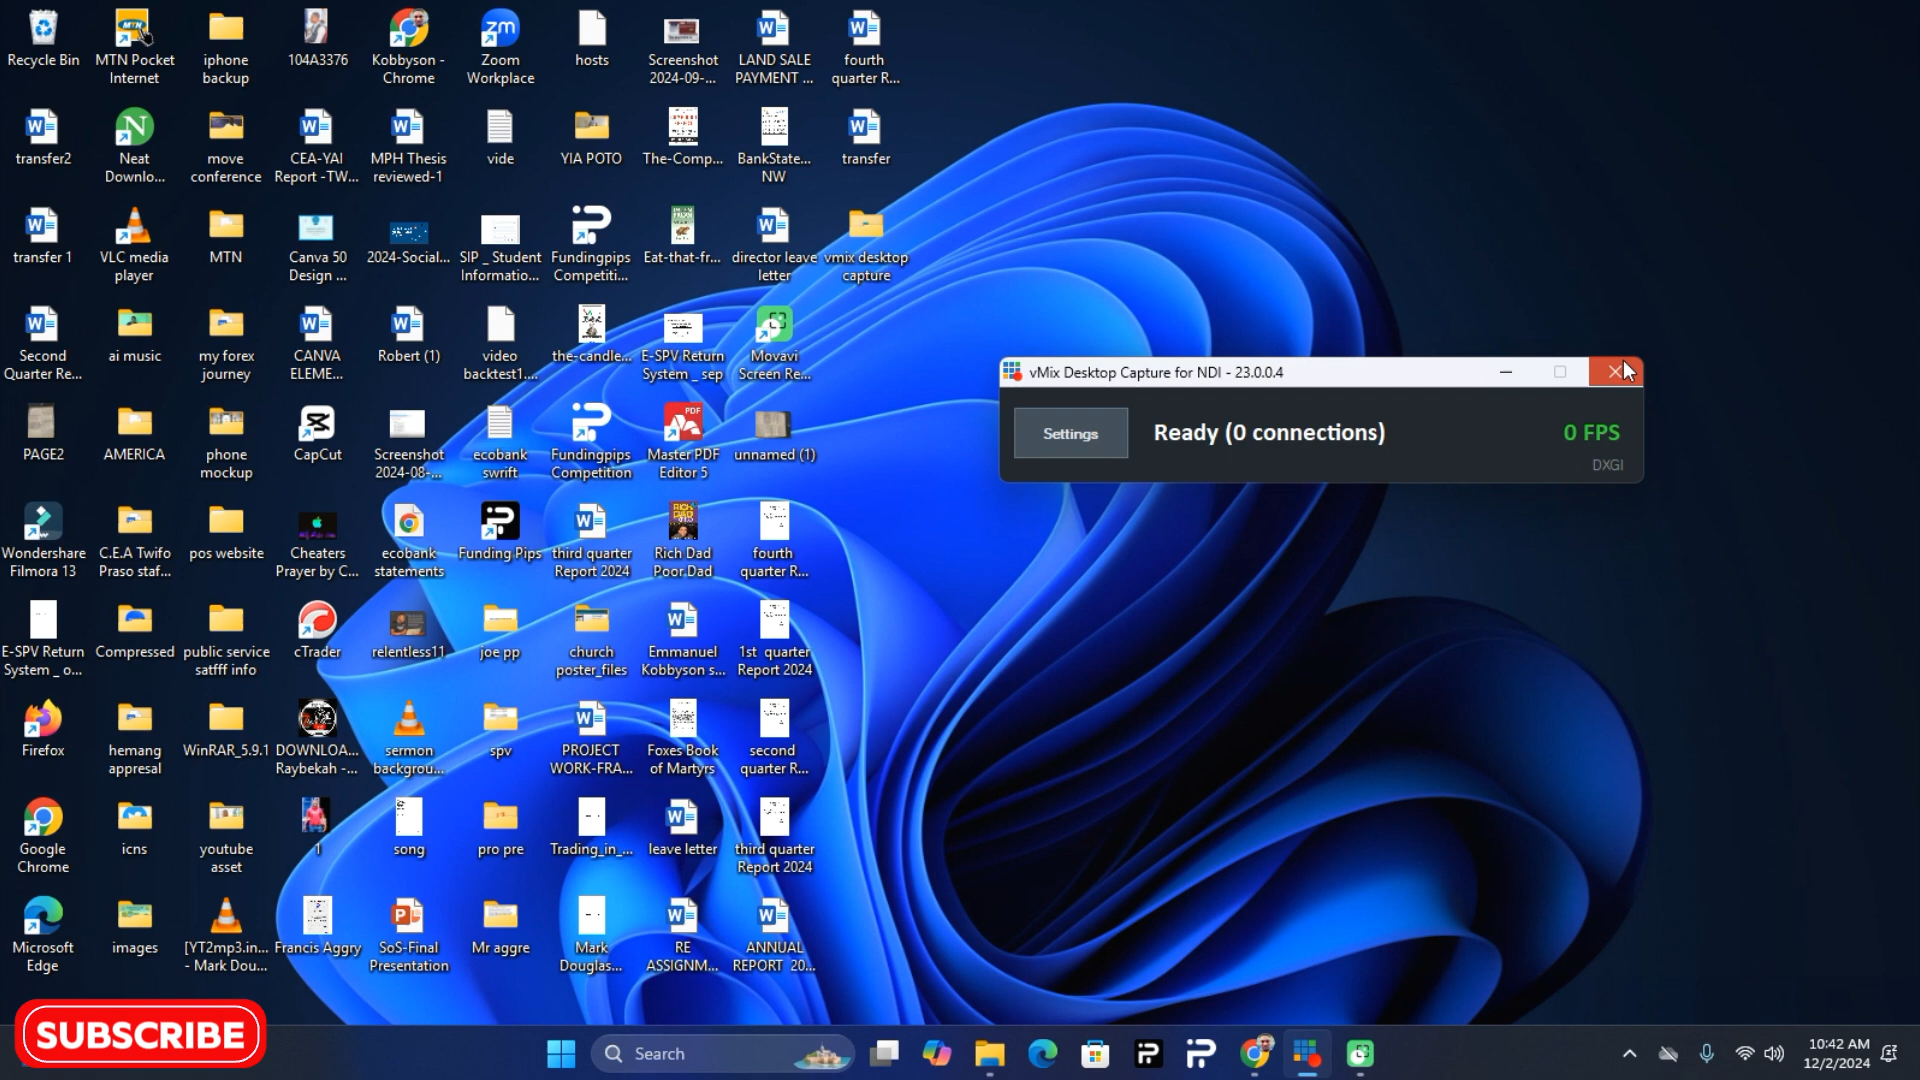 Recycle Bin
MTN Pocket
Internet
iphone
backup
104A3376
Kobbyson -
Chrome
Zoom
Workplace
hosts
Screenshot
2024-09-...
LAND SALE
PAYMENT ...
fourth
quarter R...
transfer2
Neat
Downlo...
move
conference
CEA-YAI
Report -TW...
MPH Thesis
reviewed-1
vide
YIA POTO
The-Comp...
BankState...
NW
transfer
transfer 1
VLC media
player
MTN
Canva 50
Design ...
2024-Social...
SIP _ Student
Informatio...
Fundingpips
Competiti...
Eat-that-fr...
director leave
letter
vmix desktop
capture
Second
Quarter Re...
ai music
my forex
journey
CANVA
ELEME...
Robert (1)
video
backtest1....
the-candle...
E-SPV Return
System _ sep
Movavi
Screen Re...
vMix Desktop Capture for NDI - 23.0.0.4
Settings
Ready (0 connections)
0 FPS
DXGI
PAGE2
AMERICA
phone
mockup
CapCut
Screenshot
2024-08-...
ecobank
swrift
Fundingpips
Competition
Master PDF
Editor 5
unnamed (1)
Wondershare
Filmora 13
C.E.A Twifo
Praso staf...
pos website
Cheaters
Prayer by C...
ecobank
statements
Funding Pips
third quarter
Report 2024
Rich Dad
Poor Dad
fourth
quarter R...
E-SPV Return
System _ o...
Compressed
public service
satfff info
cTrader
relentless11
joe pp
church
poster_files
Emmanuel
Kobbyson s...
1st quarter
Report 2024
Firefox
hemang
appresal
WinRAR_5.9.1
DOWNLOA...
Raybekah -...
sermon
backgrou...
spv
PROJECT
WORK-FRA...
Foxes Book
of Martyrs
second
quarter R...
Google
Chrome
icns
youtube
asset
1
song
pro pre
Trading_in_...
leave letter
third quarter
Report 2024
Microsoft
Edge
images
[YT2mp3.in...
- Mark Dou...
Francis Aggry
SoS-Final
Presentation
Mr aggre
Mark
Douglas...
RE
ASSIGNM...
ANNUAL
REPORT 20...
SUBSCRIBE
Search
10:42 AM
12/2/2024